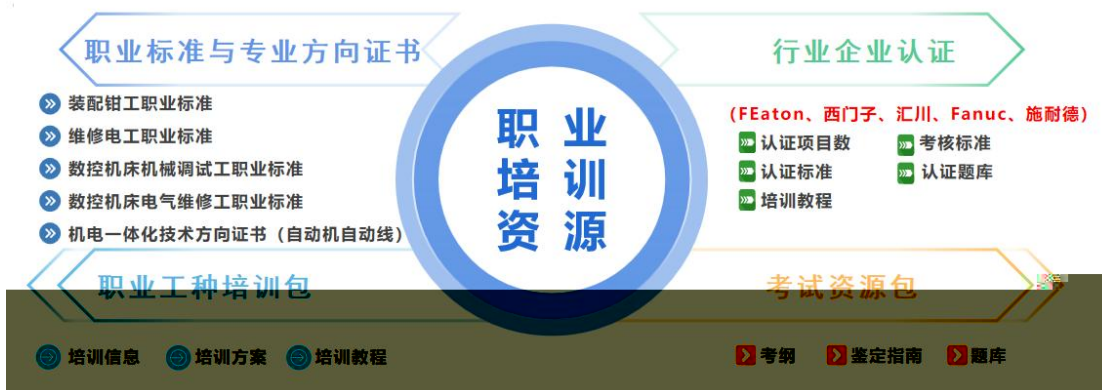 职业标准与专业方向证书
装配钳工职业标准
维修电工职业标准
数控机床机械调试工职业标准
数控机床电气维修工职业标准
机电一体化技术方向证书（自动机自动线）
职业
培训
资源
行业企业认证
(FEaton、西门子、汇川、Fanuc、施耐德)
认证项目数 考核标准
认证标准 认证题库
培训教程
职业工种培训包
培训信息 培训方案 培训教程
考试资源包
考纲 鉴定指南 题库